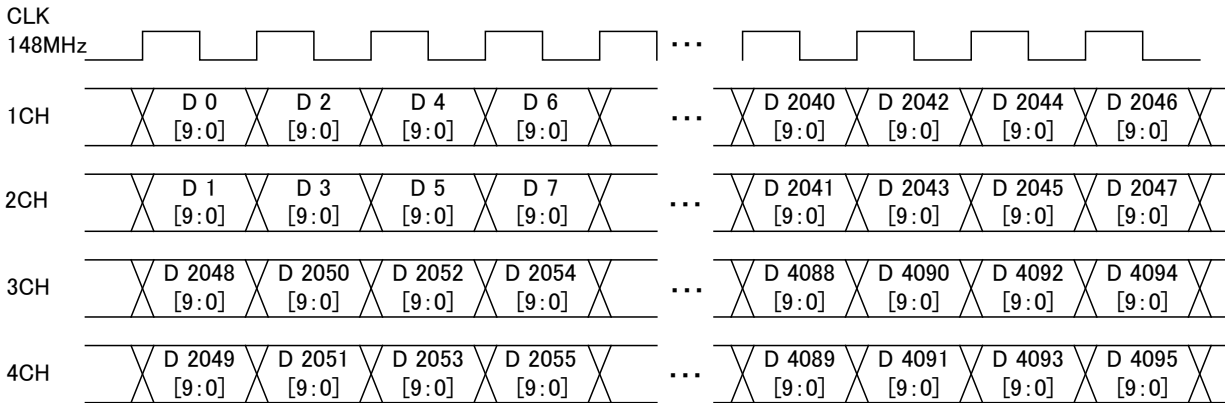 CLK
148MHz ...
1CH D 0 D 2 D 4 D 6 ... D 2040 D 2042 D 2044 D 2046
[9:0] [9:0] [9:0] [9:0] [9:0] [9:0] [9:0] [9:0]
2CH D 1 D 3 D 5 D 7 ... D 2041 D 2043 D 2045 D 2047
[9:0] [9:0] [9:0] [9:0] [9:0] [9:0] [9:0] [9:0]
3CH D 2048 D 2050 D 2052 D 2054 ... D 4088 D 4090 D 4092 D 4094
[9:0] [9:0] [9:0] [9:0] [9:0] [9:0] [9:0] [9:0]
4CH D 2049 D 2051 D 2053 D 2055 ... D 4089 D 4091 D 4093 D 4095
[9:0] [9:0] [9:0] [9:0] [9:0] [9:0] [9:0] [9:0]